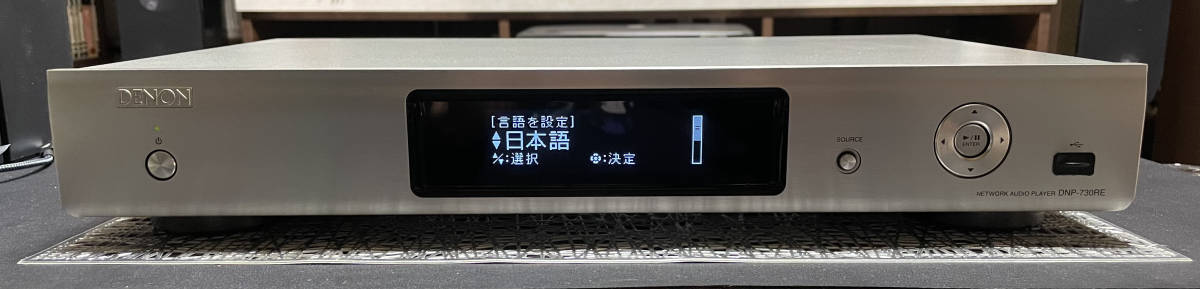 DENON
[言語を設定]
日本語
:選択 :決定
SOURCE
▶/II
ENTER
NETWORK AUDIO PLAYER DNP-730RE